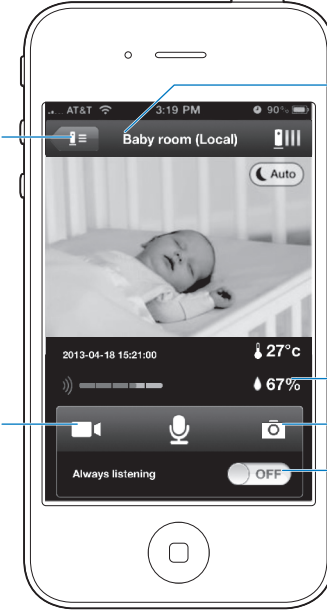 AT&T 3:19 PM 90%
Baby room (Local)
Auto
2013-04-18 15:21:00 27°c
67%
Always listening OFF